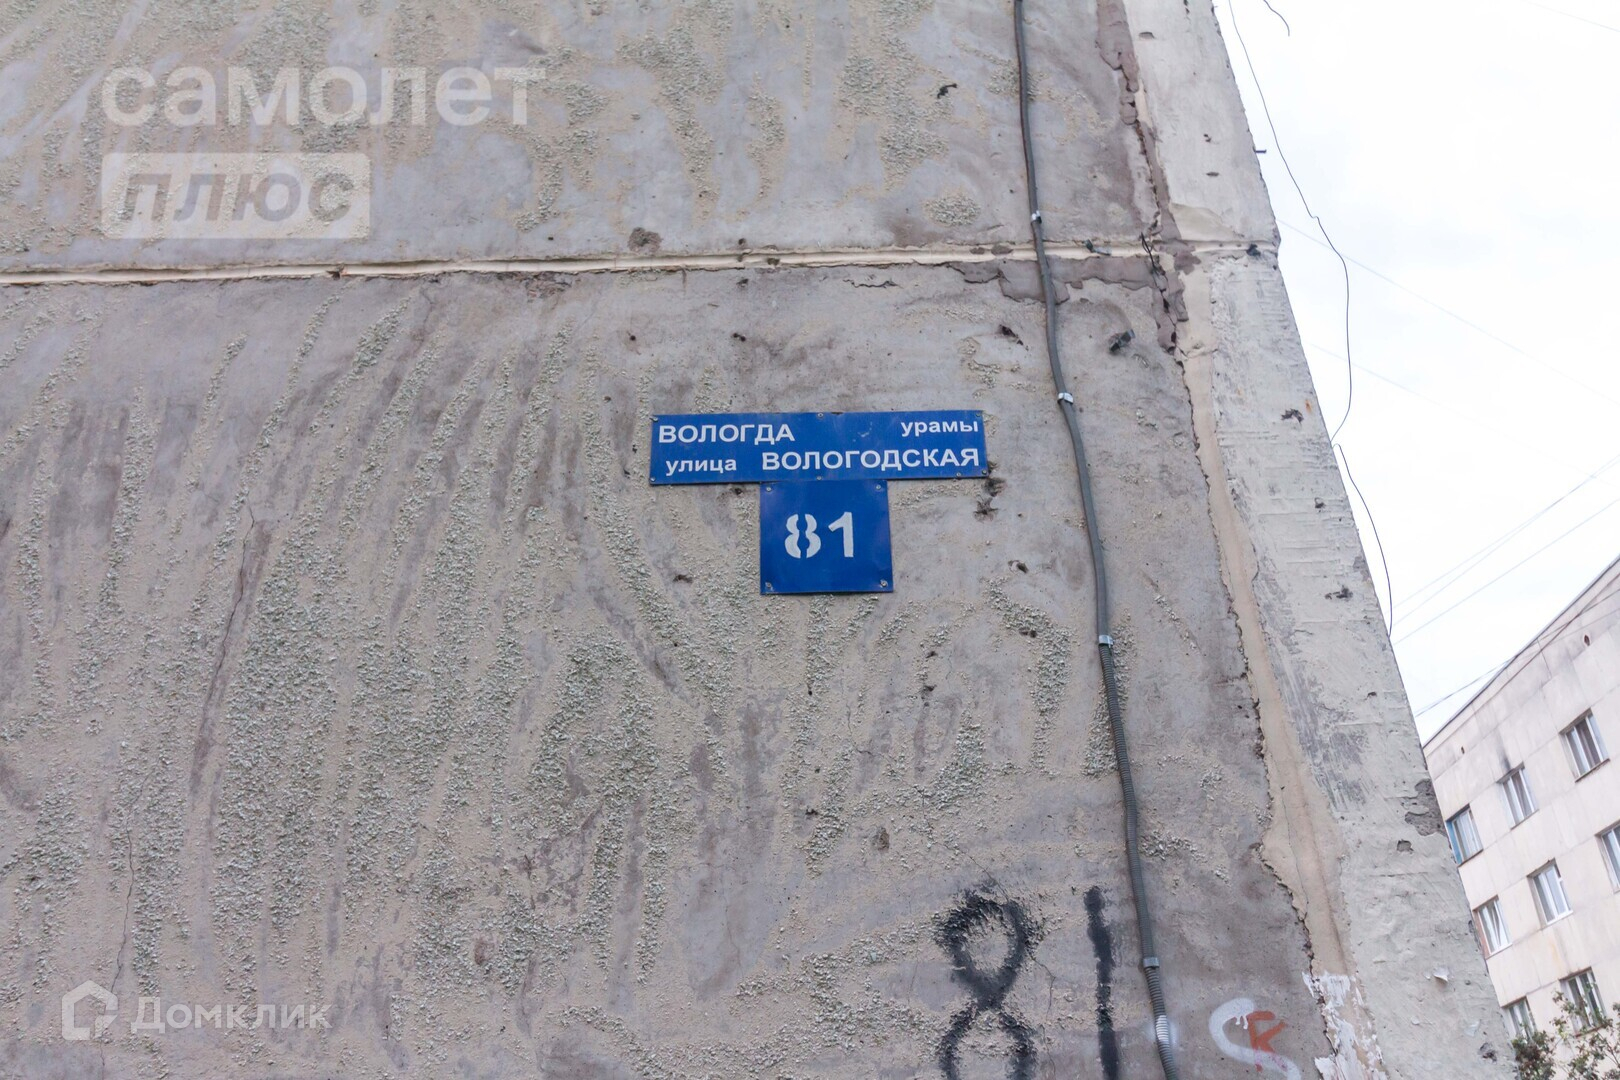 самолет
плюс
ВОЛОГДА урамы
улица ВОЛОГОДСКАЯ
81
81
Домклик